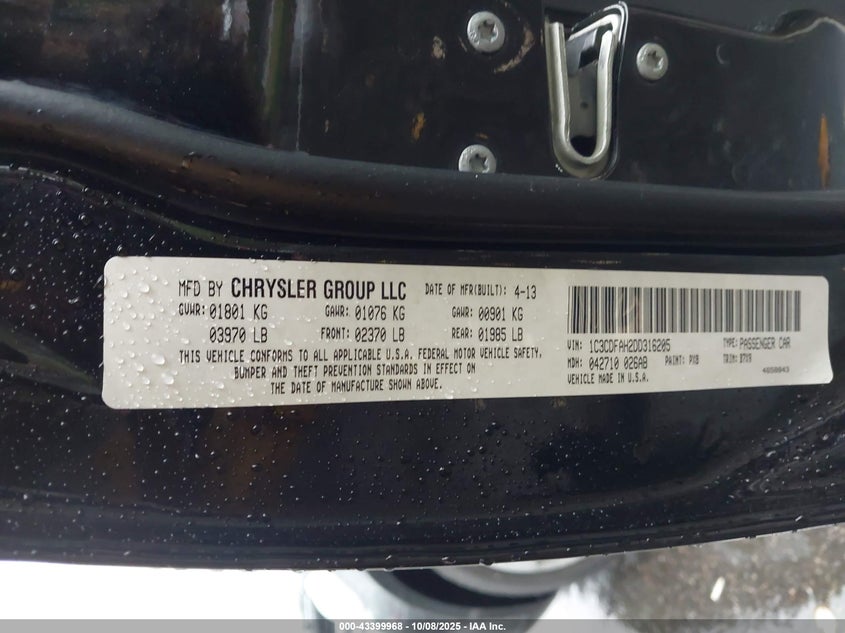 MFD BY CHRYSLER GROUP LLC DATE OF MFR(BUILT): 4-13
GVWR: 01801 KG GAWR: 01076 KG GAWR: 00901 KG
03970 LB FRONT: 02370 LB REAR: 01985 LB
THIS VEHICLE CONFORMS TO ALL APPLICABLE U.S.A. FEDERAL MOTOR VEHICLE SAFETY,
BUMPER AND THEFT PREVENTION STANDARDS IN EFFECT ON
THE DATE OF MANUFACTURE SHOWN ABOVE.
VIN: 1C3CDFAH2DD316205 TYPE: PASSENGER CAR
MDH: 042710 026AB PAINT: PX8 TRIM: B7X9
VEHICLE MADE IN U.S.A.
000-43399968 - 10/08/2025 - IAA Inc.